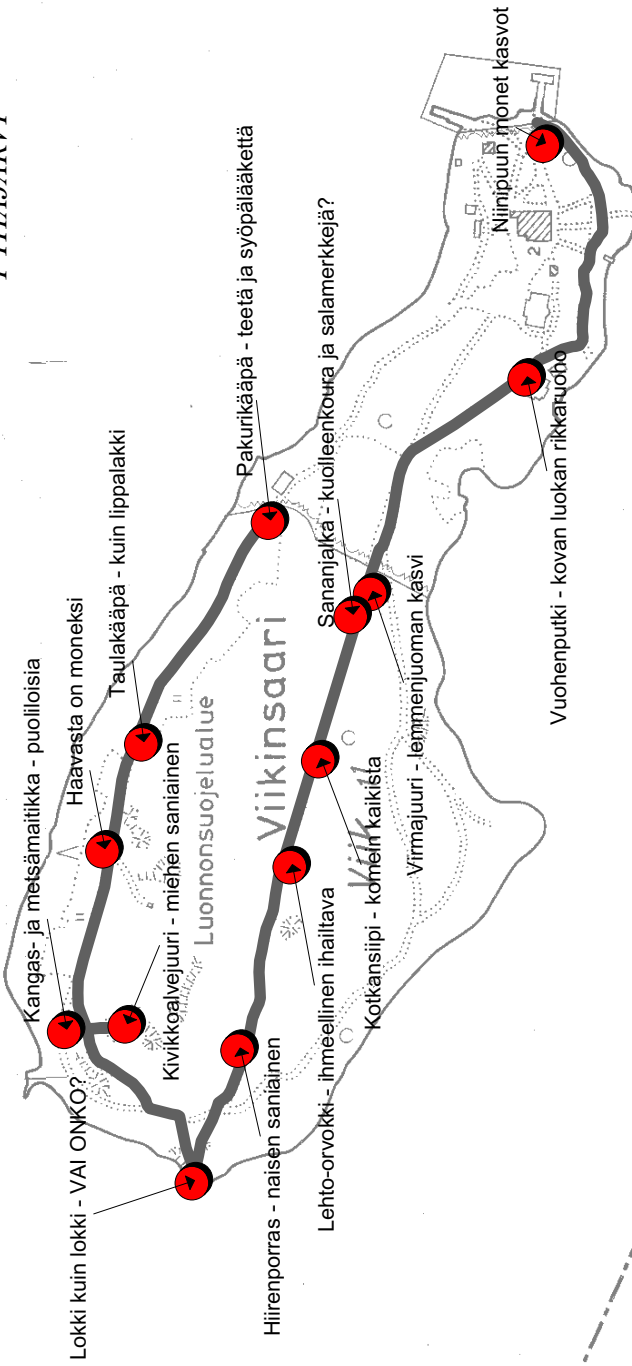 Kangas- ja metsämaitikka - puoliloisia
Lokki kuin lokki - VAI ONKO?
Haavasta on moneksi
Taulakääpä - kuin lippalakki
Kivikkoalvejuuri - miehen saniainen
Luonnonsuojelualue
Pakurikääpä - teetä ja syöpälääkettä
Viikinsaari
Hiirenporras - naisen saniainen
Lehto-orvokki - ihmeellinen ihailtava
Sananjalka - kuolleenkoura ja salamerkkejä?
Kotkansiipi - komein kaikista
Virmajuuri - lemmenjuoman kasvi
Niinipuun monet kasvot
2
Vuohenputki - kovan luokan rikkaruoho